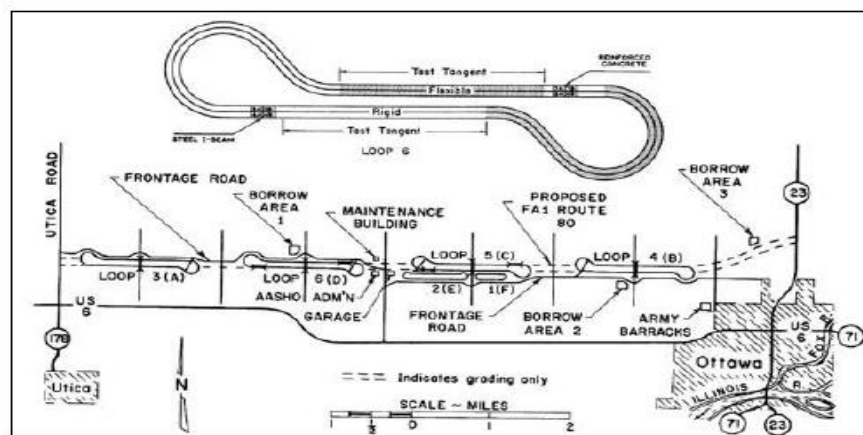 REINFORCED
CONCRETE
Test Tangent
Flexible
Rigid
STEEL I-BEAM
Test Tangent
LOOP 6
UTICA ROAD
FRONTAGE ROAD
BORROW
AREA
1
MAINTENANCE
BUILDING
PROPOSED
FA1 ROUTE
80
BORROW
AREA
3
23
LOOP 3 (A)
LOOP 6 (D)
LOOP 5 (C)
LOOP 4 (B)
2 (E) 1 (F)
AASHO ADM'N
GARAGE
FRONTAGE
ROAD
BORROW
AREA 2
ARMY
BARRACKS
US
6
US
6
178
Utica
N
Indicates grading only
SCALE ~ MILES
1 ½ 0 1 2
Ottawa
FOX R.
71
ILLINOIS R.
71
23